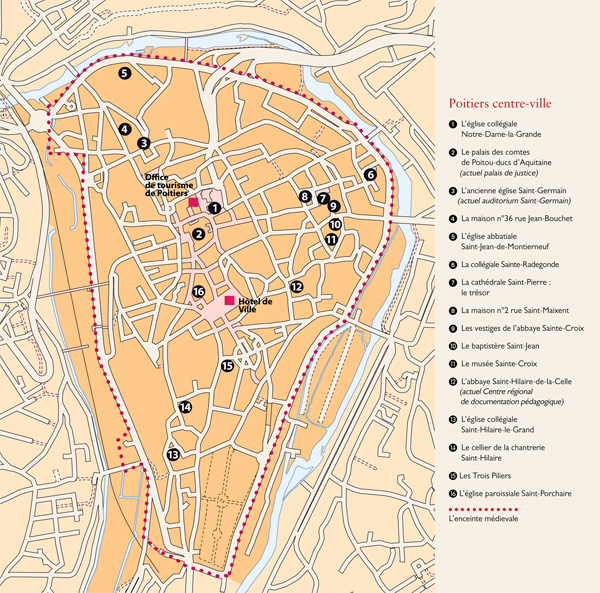 5
4
3
6
Office
de tourisme
de Poitiers
1
8
7
9
2
10
11
16
12
Hôtel de
Ville
15
14
13
Poitiers centre-ville
1 L'église collégiale
Notre-Dame-la-Grande
2 Le palais des comtes
de Poitou-ducs d'Aquitaine
(actuel palais de justice)
3 L'ancienne église Saint-Germain
(actuel auditorium Saint-Germain)
4 La maison n°36 rue Jean-Bouchet
5 L'église abbatiale
Saint-Jean-de-Montierneuf
6 La collégiale Sainte-Radegonde
7 La cathédrale Saint-Pierre :
le trésor
8 La maison n°2 rue Saint-Maixent
9 Les vestiges de l'abbaye Sainte-Croix
10 Le baptistère Saint-Jean
11 Le musée Sainte-Croix
12 L'abbaye Saint-Hilaire-de-la-Celle
(actuel Centre régional
de documentation pédagogique)
13 L'église collégiale
Saint-Hilaire-le-Grand
14 Le cellier de la chantrerie
Saint-Hilaire
15 Les Trois Piliers
16 L'église paroissiale Saint-Porchaire
L'enceinte médievale